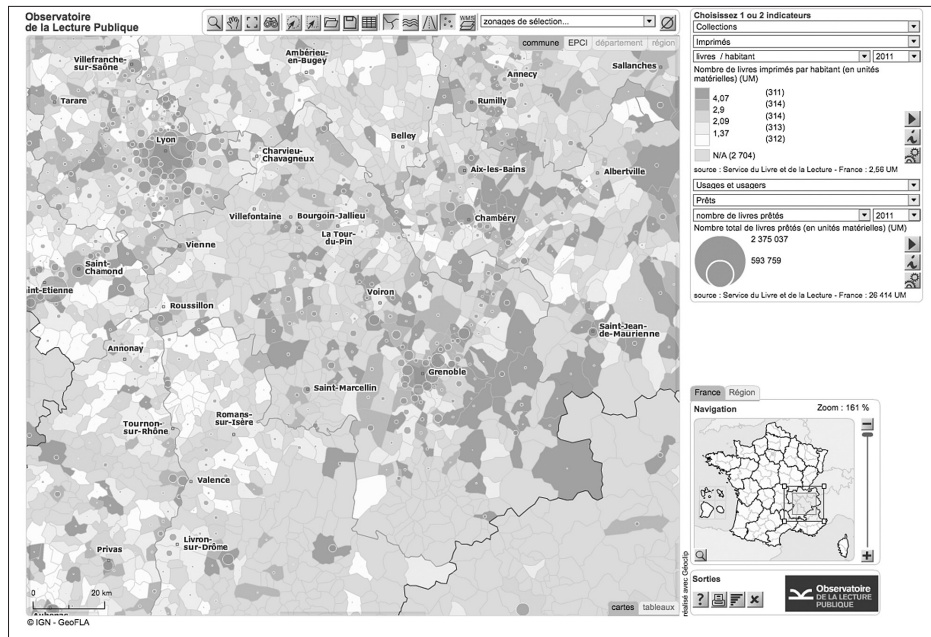 Observatoire
de la Lecture Publique
zonages de sélection...
commune EPCI département région
Villefranche-
sur-Saône
Ambérieu-
en-Bugey
Annecy
Sallanches
Tarare
Rumilly
Lyon
Belley
Charvieu-
Chavagneux
Aix-les-Bains
Albertville
Villefontaine
Bourgoin-Jallieu
Chambéry
La Tour-
du-Pin
Vienne
Saint-
Chamond
int-Etienne
Voiron
Roussillon
Saint-Jean-
de-Maurienne
Annonay
Grenoble
Saint-Marcellin
Tournon-
sur-Rhône
Romans-
sur-Isère
Valence
Livron-
sur-Drôme
Privas
Aubenas
0 20 km
cartes tableaux
© IGN - GeoFLA
réalisé avec Géoclip
Choisissez 1 ou 2 indicateurs
Collections
Imprimés
livres / habitant 2011
Nombre de livres imprimés par habitant (en unités
matérielles) (UM)
(311)
4,07
(314)
2,9
(314)
2,09
(313)
1,37
(312)
N/A (2 704)
source : Service du Livre et de la Lecture - France : 2,56 UM
Usages et usagers
Prêts
nombre de livres prêtés 2011
Nombre total de livres prêtés (en unités matérielles) (UM)
2 375 037
593 759
source : Service du Livre et de la Lecture - France : 26 414 UM
France Région
Navigation Zoom : 161 %
Sorties
Observatoire
DE LA LECTURE
PUBLIQUE